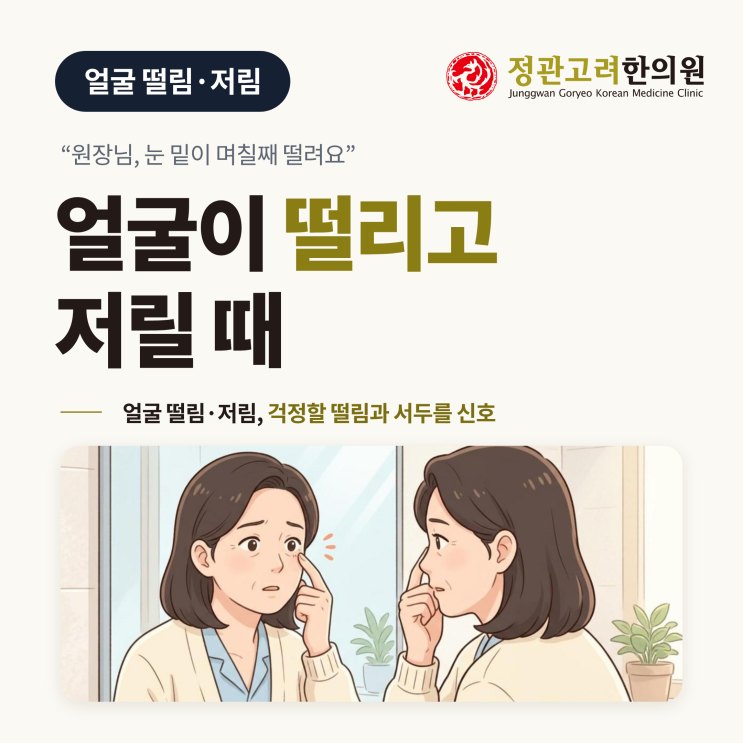 얼굴 떨림·저림
정관고려한의원
Junggwan Goryeo Korean Medicine Clinic
“원장님, 눈 밑이 며칠째 떨려요”
얼굴이 떨리고
저릴 때
얼굴 떨림·저림, 걱정할 떨림과 서두를 신호